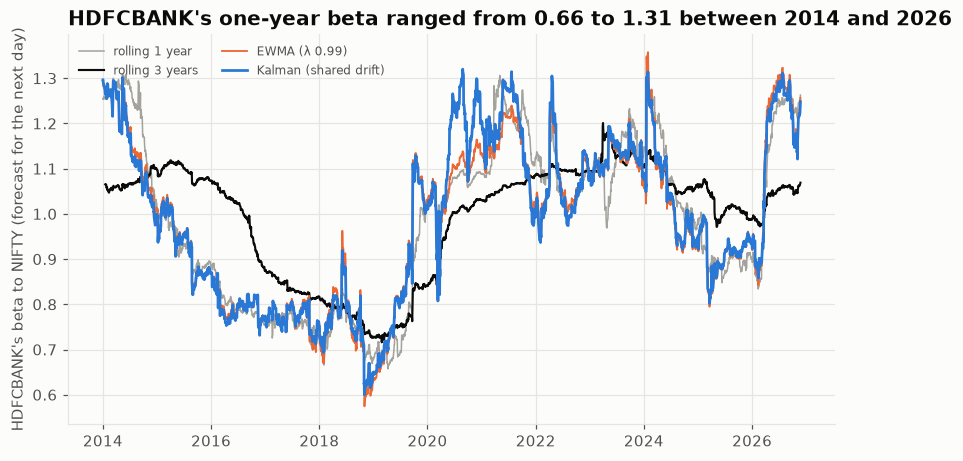 HDFCBANK's one-year beta ranged from 0.66 to 1.31 between 2014 and 2026
HDFCBANK's beta to NIFTY (forecast for the next day)
rolling 1 year
rolling 3 years
EWMA (λ 0.99)
Kalman (shared drift)
1.3
1.2
1.1
1.0
0.9
0.8
0.7
0.6
2014 2016 2018 2020 2022 2024 2026